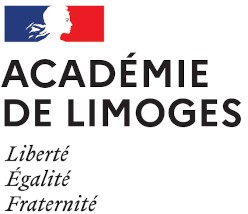 ACADÉMIE
DE LIMOGES
Liberté
Égalité
Fraternité